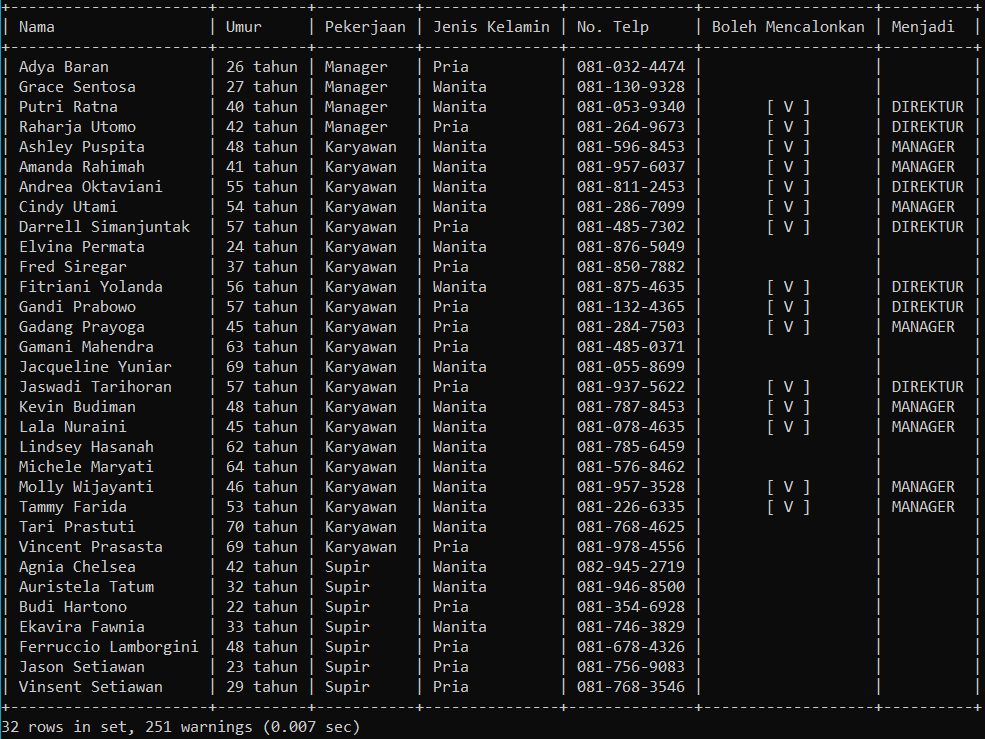 +----------------------+----------+-----------+---------------+-------------+-------------------+----------+
| Nama                 | Umur     | Pekerjaan | Jenis Kelamin | No. Telp     | Boleh Mencalonkan | Menjadi  |
+----------------------+----------+-----------+---------------+-------------+-------------------+----------+
| Adya Baran           | 26 tahun | Manager   | Pria          | 081-032-4474 |                   |          |
| Grace Sentosa        | 27 tahun | Manager   | Wanita        | 081-130-9328 |                   |          |
| Putri Ratna          | 40 tahun | Manager   | Wanita        | 081-053-9340 |       [ V ]       | DIREKTUR |
| Raharja Utomo        | 42 tahun | Manager   | Pria          | 081-264-9673 |       [ V ]       | DIREKTUR |
| Ashley Puspita       | 48 tahun | Karyawan  | Wanita        | 081-596-8453 |       [ V ]       | MANAGER  |
| Amanda Rahimah       | 41 tahun | Karyawan  | Wanita        | 081-957-6037 |       [ V ]       | MANAGER  |
| Andrea Oktaviani     | 55 tahun | Karyawan  | Wanita        | 081-811-2453 |       [ V ]       | DIREKTUR |
| Cindy Utami          | 54 tahun | Karyawan  | Wanita        | 081-286-7099 |       [ V ]       | MANAGER  |
| Darrell Simanjuntak  | 57 tahun | Karyawan  | Pria          | 081-485-7302 |       [ V ]       | DIREKTUR |
| Elvina Permata       | 24 tahun | Karyawan  | Wanita        | 081-876-5049 |                   |          |
| Fred Siregar         | 37 tahun | Karyawan  | Pria          | 081-850-7882 |                   |          |
| Fitriani Yolanda     | 56 tahun | Karyawan  | Wanita        | 081-875-4635 |       [ V ]       | DIREKTUR |
| Gandi Prabowo        | 57 tahun | Karyawan  | Pria          | 081-132-4365 |       [ V ]       | DIREKTUR |
| Gadang Prayoga       | 45 tahun | Karyawan  | Pria          | 081-284-7503 |       [ V ]       | MANAGER  |
| Gamani Mahendra      | 63 tahun | Karyawan  | Pria          | 081-485-0371 |                   |          |
| Jacqueline Yuniar    | 69 tahun | Karyawan  | Wanita        | 081-055-8699 |                   |          |
| Jaswadi Tarihoran    | 57 tahun | Karyawan  | Pria          | 081-937-5622 |       [ V ]       | DIREKTUR |
| Kevin Budiman        | 48 tahun | Karyawan  | Wanita        | 081-787-8453 |       [ V ]       | MANAGER  |
| Lala Nuraini         | 45 tahun | Karyawan  | Wanita        | 081-078-4635 |       [ V ]       | MANAGER  |
| Lindsey Hasanah      | 62 tahun | Karyawan  | Wanita        | 081-785-6459 |                   |          |
| Michele Maryati      | 64 tahun | Karyawan  | Wanita        | 081-576-8462 |                   |          |
| Molly Wijayanti      | 46 tahun | Karyawan  | Wanita        | 081-957-3528 |       [ V ]       | MANAGER  |
| Tammy Farida         | 53 tahun | Karyawan  | Wanita        | 081-226-6335 |       [ V ]       | MANAGER  |
| Tari Prastuti        | 70 tahun | Karyawan  | Wanita        | 081-768-4625 |                   |          |
| Vincent Prasasta     | 69 tahun | Karyawan  | Pria          | 081-978-4556 |                   |          |
| Agnia Chelsea        | 42 tahun | Supir     | Wanita        | 082-945-2719 |                   |          |
| Auristela Tatum      | 32 tahun | Supir     | Wanita        | 081-946-8500 |                   |          |
| Budi Hartono         | 22 tahun | Supir     | Pria          | 081-354-6928 |                   |          |
| Ekavira Fawnia       | 33 tahun | Supir     | Wanita        | 081-746-3829 |                   |          |
| Ferruccio Lamborgini | 48 tahun | Supir     | Pria          | 081-678-4326 |                   |          |
| Jason Setiawan       | 23 tahun | Supir     | Pria          | 081-756-9083 |                   |          |
| Vinsent Setiawan     | 29 tahun | Supir     | Pria          | 081-768-3546 |                   |          |
+----------------------+----------+-----------+---------------+-------------+-------------------+----------+
32 rows in set, 251 warnings (0.007 sec)